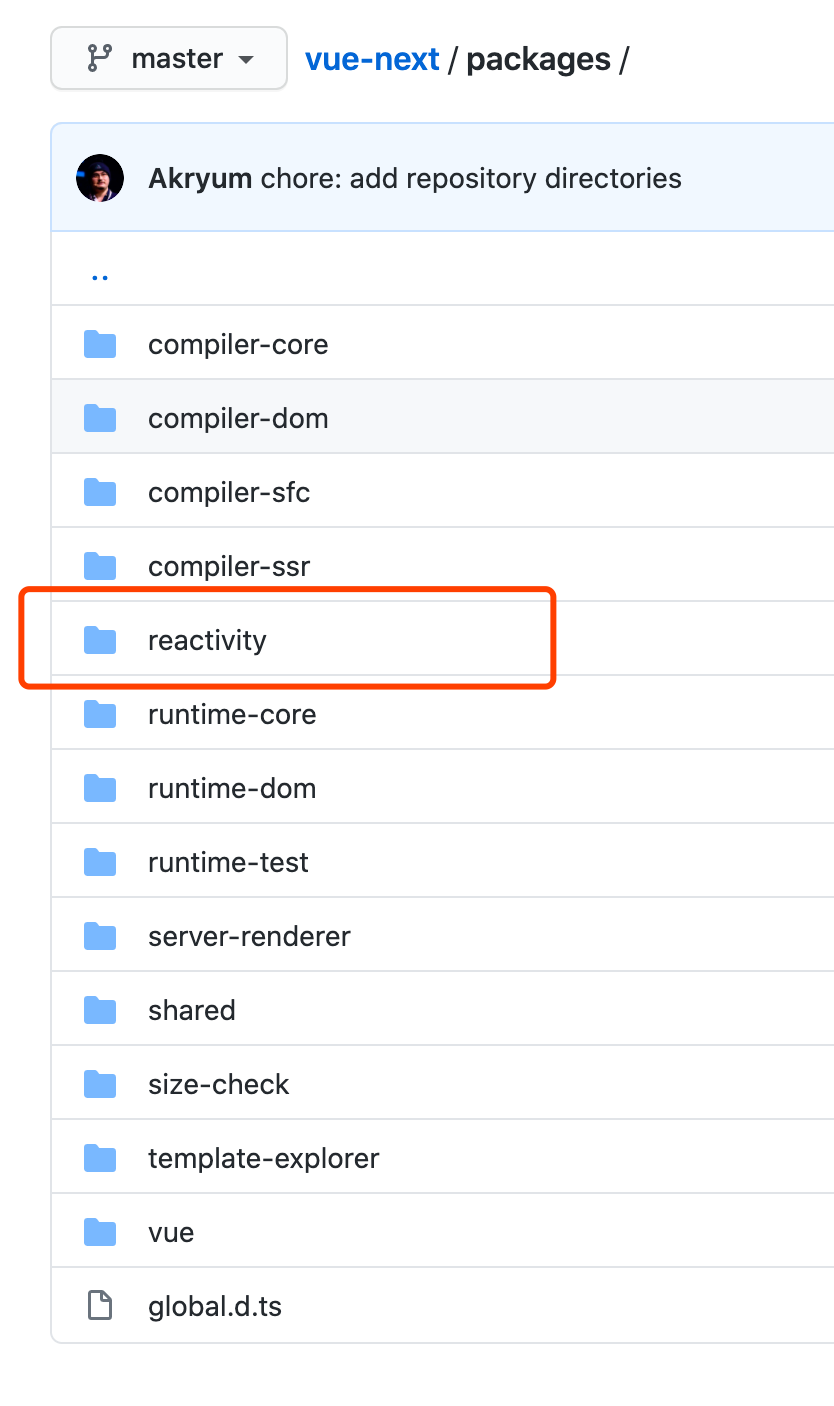 master vue-next / packages /
Akryum chore: add repository directories
..
compiler-core
compiler-dom
compiler-sfc
compiler-ssr
reactivity
runtime-core
runtime-dom
runtime-test
server-renderer
shared
size-check
template-explorer
vue
global.d.ts